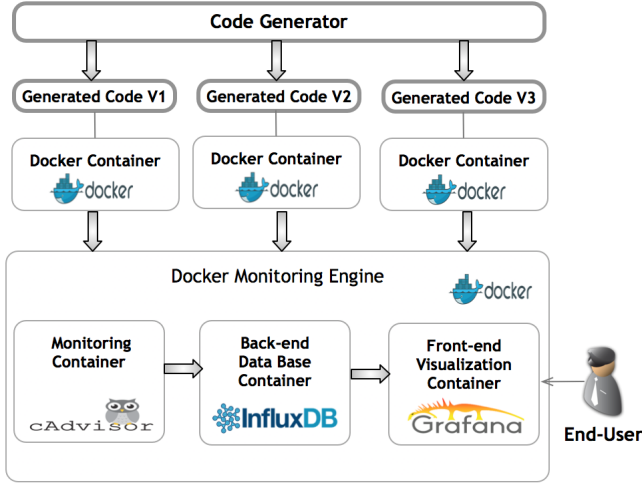 Code Generator
Generated Code V1
Generated Code V2
Generated Code V3
Docker Container
docker
Docker Container
docker
Docker Container
docker
Docker Monitoring Engine
docker
Monitoring
Container
cAdvisor
Back-end
Data Base
Container
InfluxDB
Front-end
Visualization
Container
Grafana
End-User